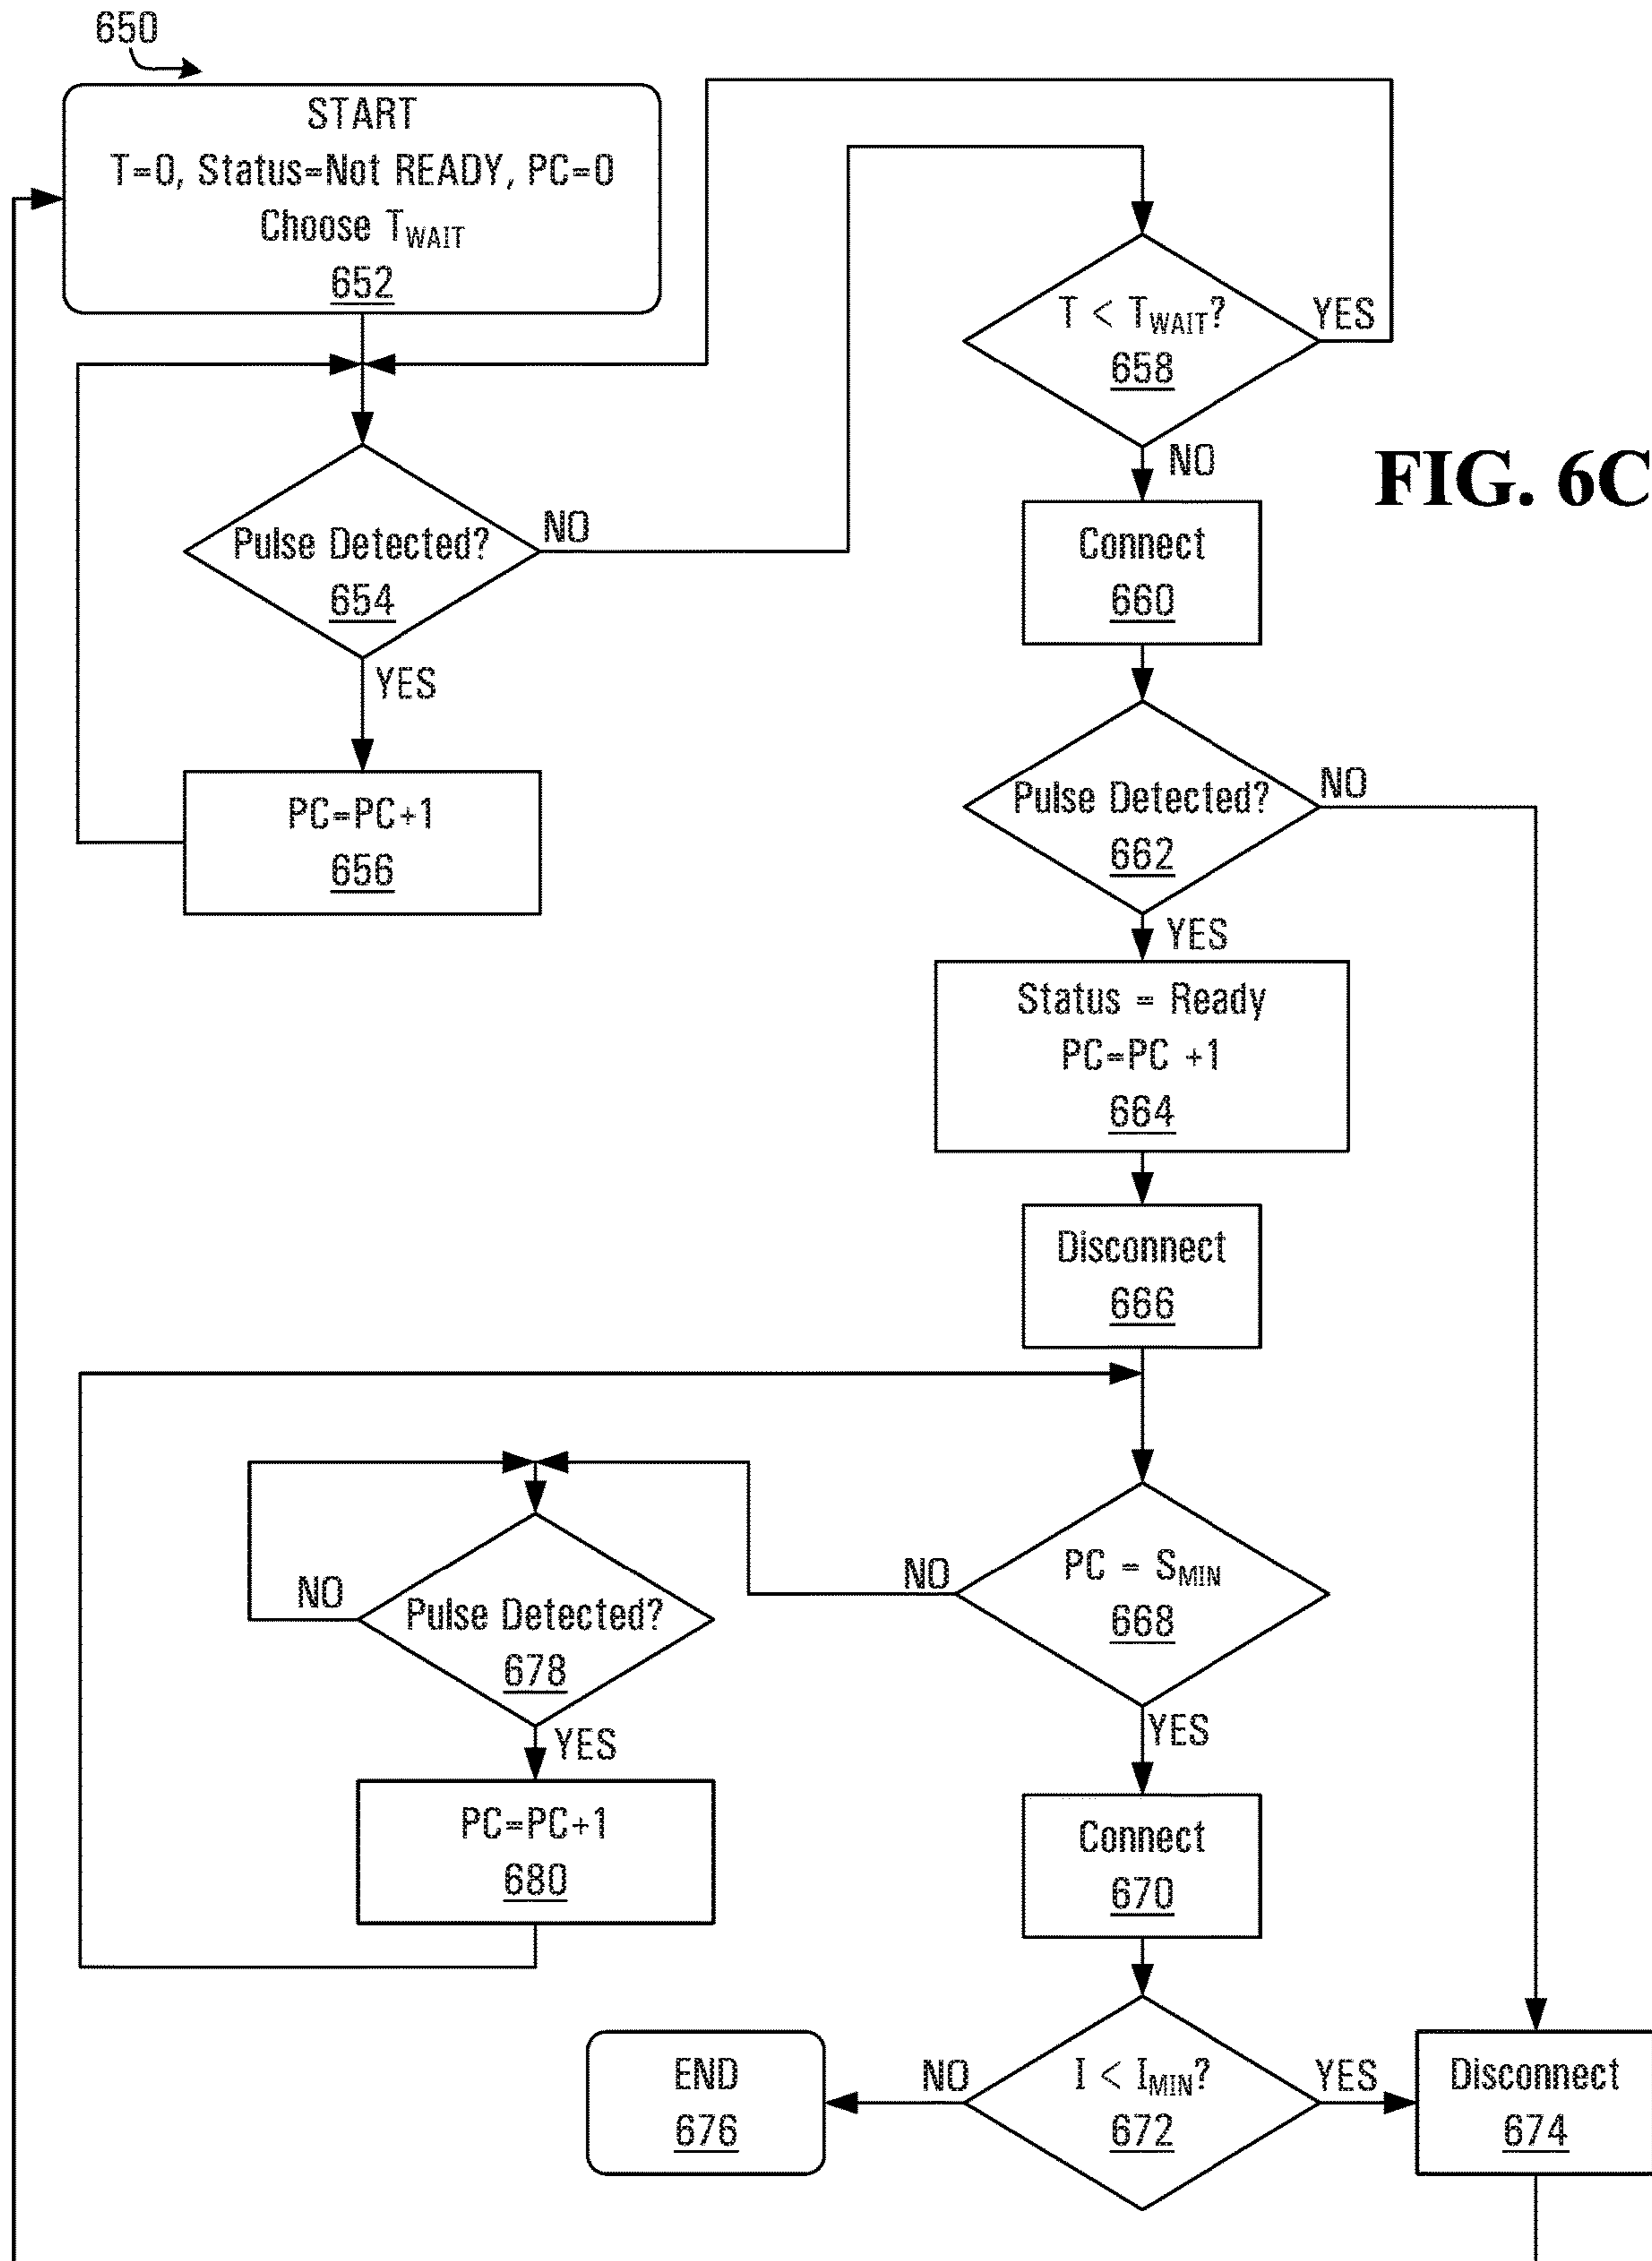 650
START
T=0, Status=Not READY, PC=0
Choose TWAIT
652
T < TWAIT?
658
YES
NO
FIG. 6C
Pulse Detected?
654
NO
YES
Connect
660
PC=PC+1
656
Pulse Detected?
662
NO
YES
Status = Ready
PC=PC +1
664
Disconnect
666
PC = SMIN
668
NO
YES
Pulse Detected?
678
NO
YES
PC=PC+1
680
Connect
670
I < IMIN?
672
NO
YES
END
676
Disconnect
674